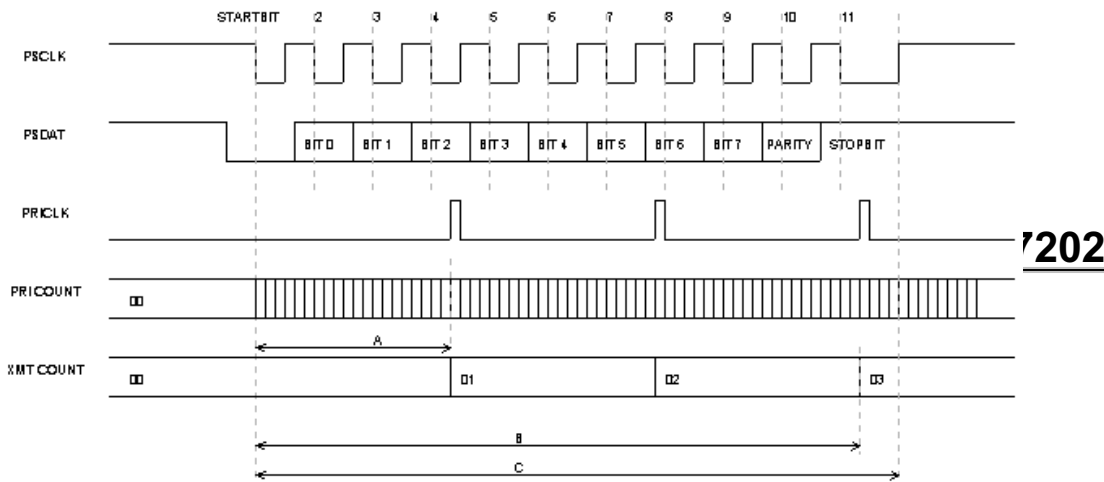 STARTBIT 2 3 4 5 6 7 8 9 10 11
PSCLK
PSDAT
BIT 0 BIT 1 BIT 2 BIT 3 BIT 4 BIT 5 BIT 6 BIT 7 PARITY STOPBIT
PRICLK
7202
PRICOUNT
00
A
XMTCOUNT
00 01 02 03
B
C